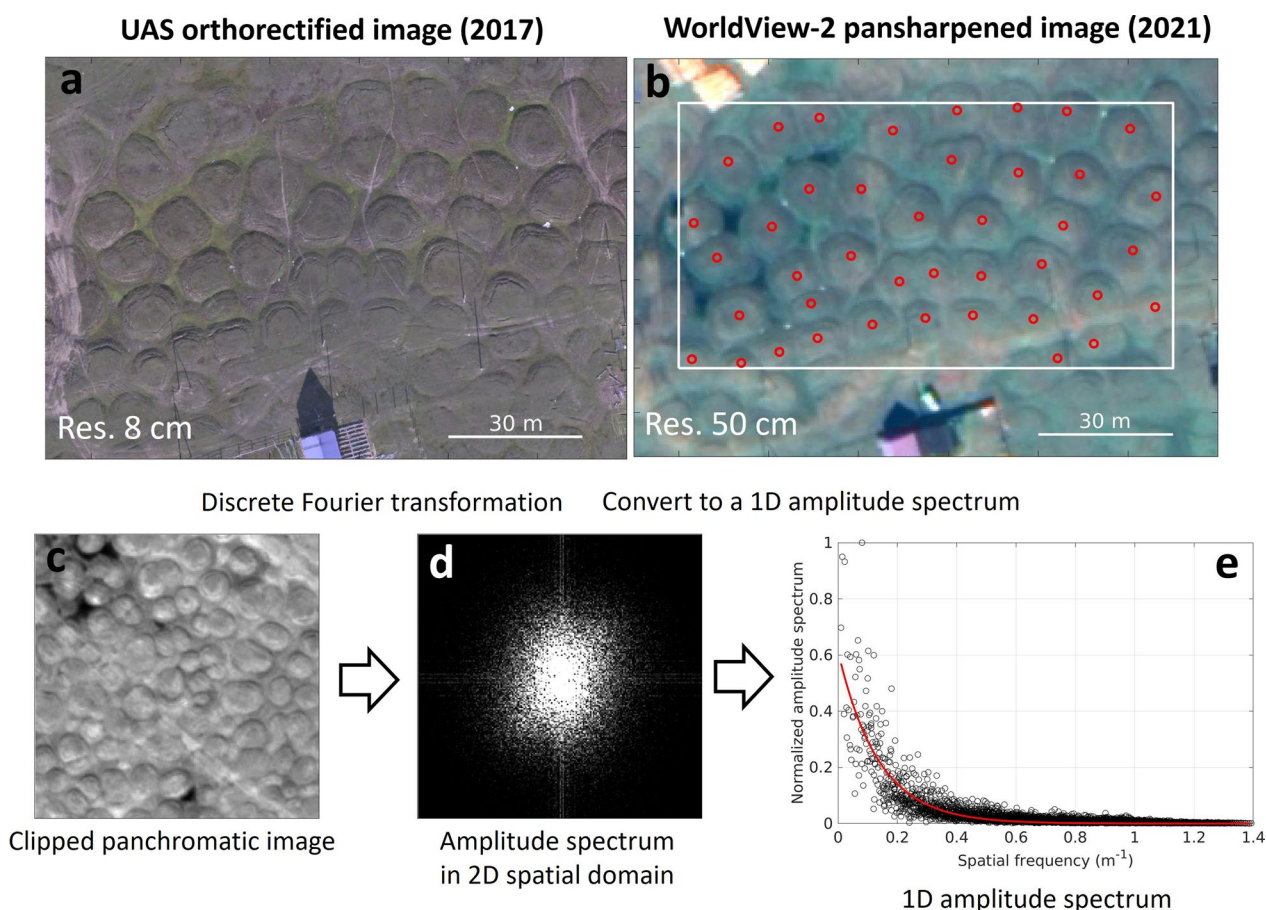 UAS orthorectified image (2017)
WorldView-2 pansharpened image (2021)
a
b
Res. 8 cm
30 m
Res. 50 cm
30 m
Discrete Fourier transformation
Convert to a 1D amplitude spectrum
c
d
e
1
0.8
0.6
0.4
0.2
0
Normalized amplitude spectrum
0
0.2
0.4
0.6
0.8
1
1.2
1.4
Spatial frequency (m⁻¹)
Clipped panchromatic image
Amplitude spectrum
in 2D spatial domain
1D amplitude spectrum